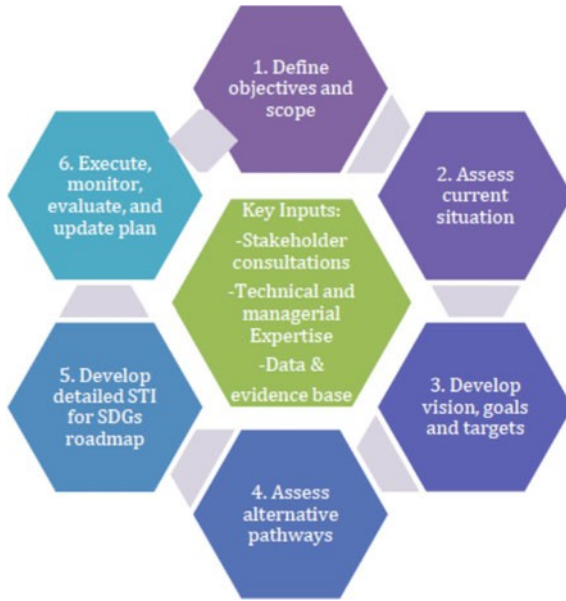 1. Define
objectives and
scope
2. Assess
current
situation
3. Develop
vision, goals
and targets
4. Assess
alternative
pathways
5. Develop
detailed STI
for SDGs
roadmap
6. Execute,
monitor,
evaluate, and
update plan
Key Inputs:
-Stakeholder
consultations
-Technical and
managerial
Expertise
-Data &
evidence base